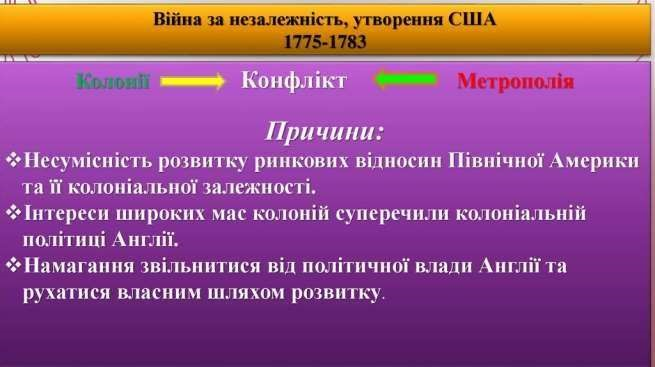 Війна за незалежність, утворення США
1775-1783
Колонії Конфлікт Метрополія
Причини:
❖Несумісність розвитку ринкових відносин Північної Америки
та її колоніальної залежності.
❖Інтереси широких мас колоній суперечили колоніальній
політиці Англії.
❖Намагання звільнитися від політичної влади Англії та
рухатися власним шляхом розвитку.